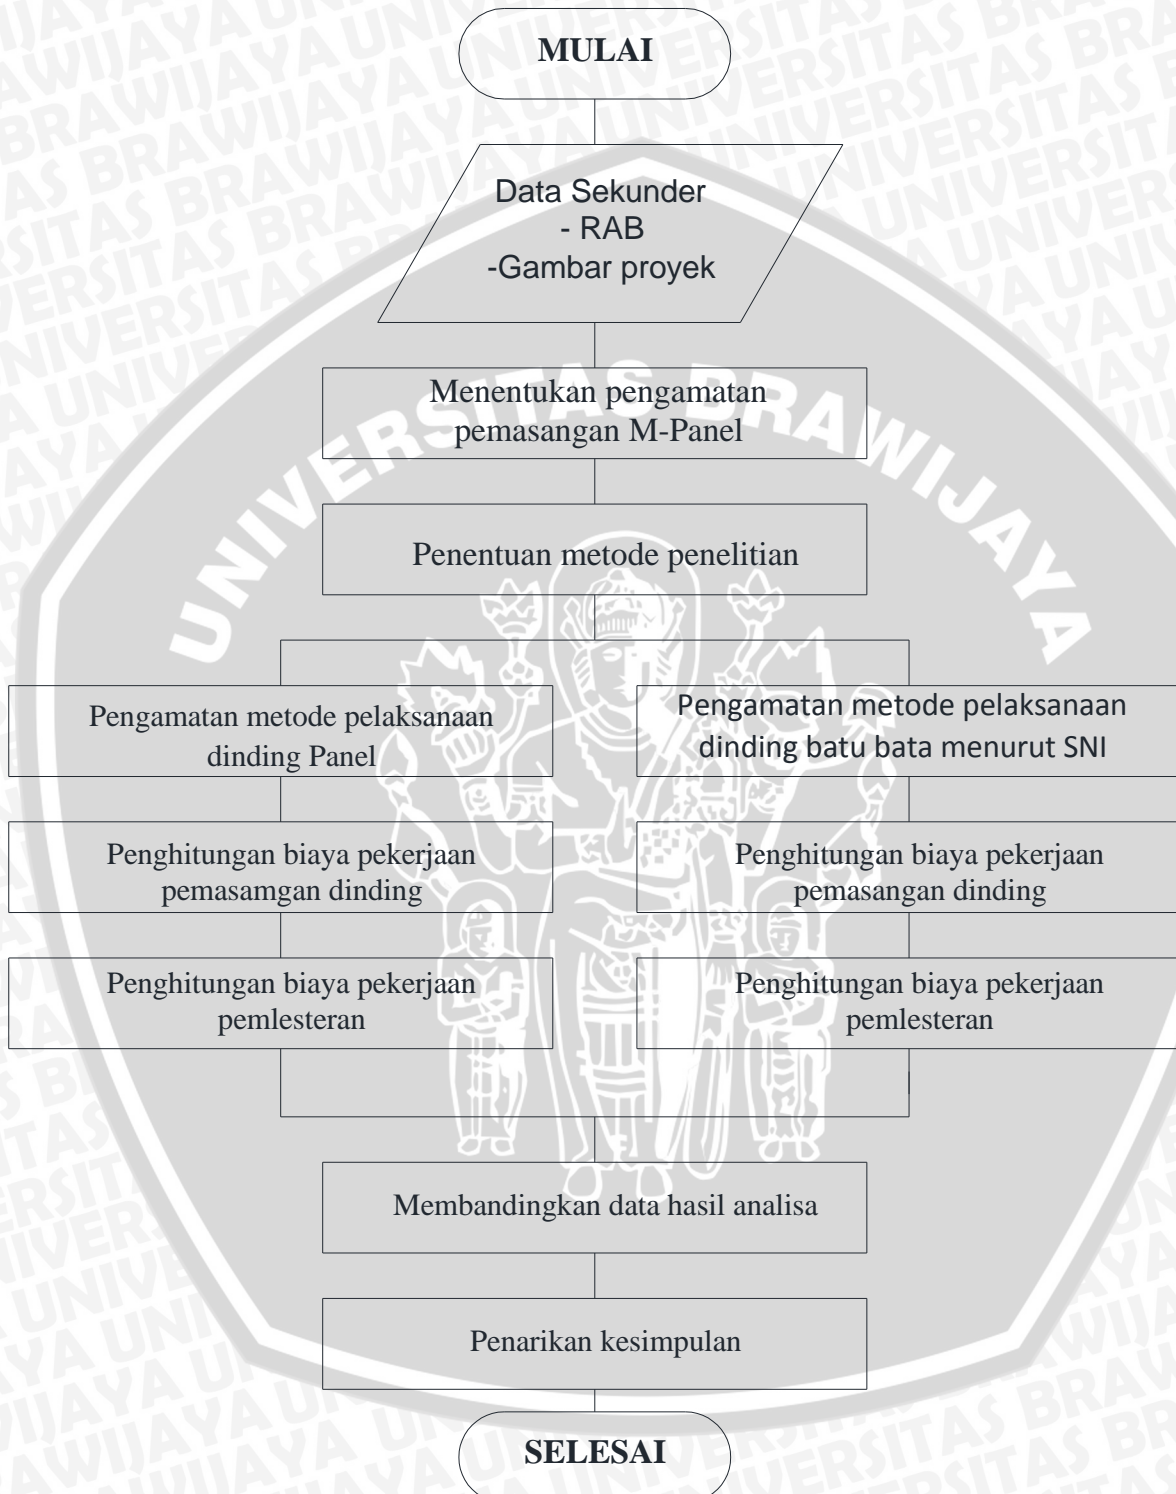 MULAI
Data Sekunder
- RAB
-Gambar proyek
Menentukan pengamatan
pemasangan M-Panel
Penentuan metode penelitian
Pengamatan metode pelaksanaan
dinding Panel
Pengamatan metode pelaksanaan
dinding batu bata menurut SNI
Penghitungan biaya pekerjaan
pemasamgan dinding
Penghitungan biaya pekerjaan
pemasangan dinding
Penghitungan biaya pekerjaan
pemlesteran
Penghitungan biaya pekerjaan
pemlesteran
Membandingkan data hasil analisa
Penarikan kesimpulan
SELESAI
UNIVERSITAS BRAWIJAYA